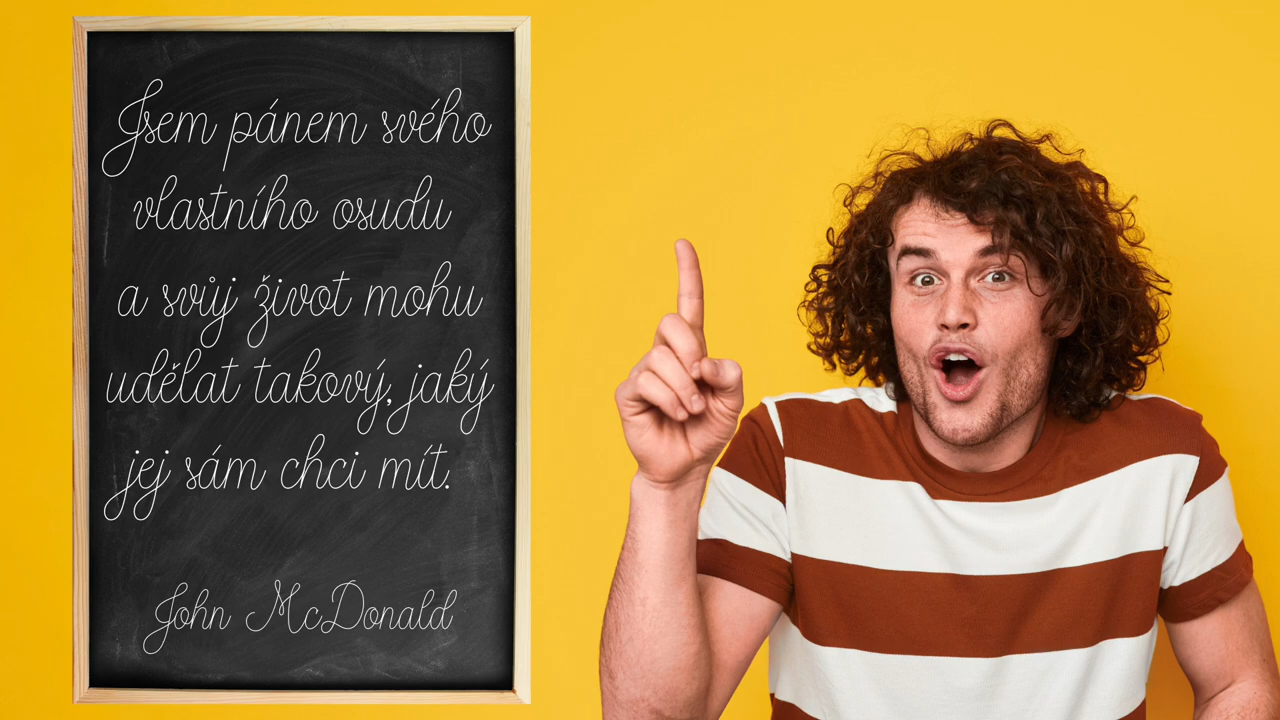 Jsem pánem svého
vlastního osudu
a svůj život mohu
udělat takový, jaký
jej sám chci mít.
John McDonald